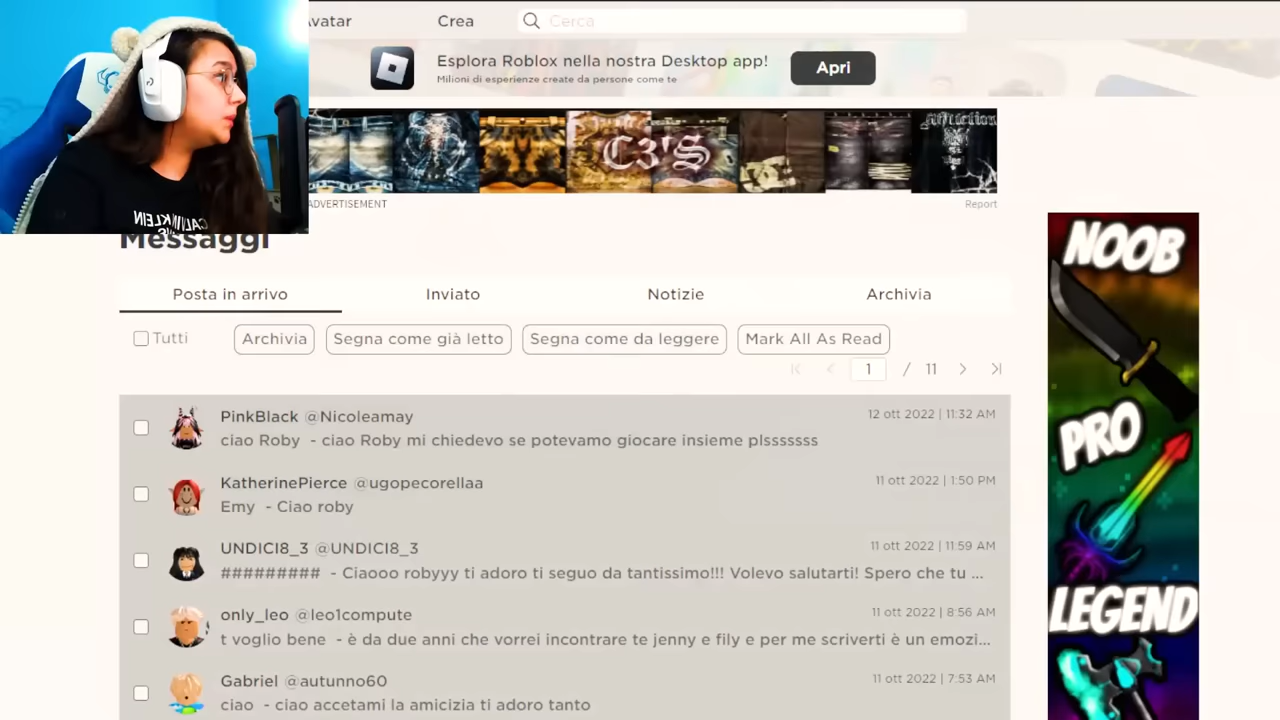 Avatar
Crea
Cerca
Esplora Roblox nella nostra Desktop app!
Milioni di esperienze create da persone come te
Apri
C3'S
affliction
ADVERTISEMENT
Report
Messaggi
CALVIN KLEIN
Posta in arrivo
Inviato
Notizie
Archivia
Tutti
Archivia
Segna come già letto
Segna come da leggere
Mark All As Read
1 / 11
PinkBlack @Nicoleamay
12 ott 2022 | 11:32 AM
ciao Roby - ciao Roby mi chiedevo se potevamo giocare insieme plsssssss
KatherinePierce @ugopecorellaa
11 ott 2022 | 1:50 PM
Emy - Ciao roby
UNDICI8_3 @UNDICI8_3
11 ott 2022 | 11:59 AM
######### - Ciaooo robyyy ti adoro ti seguo da tantissimo!!! Volevo salutarti! Spero che tu ...
only_leo @leo1compute
11 ott 2022 | 8:56 AM
t voglio bene - è da due anni che vorrei incontrare te jenny e fily e per me scriverti è un emozi...
Gabriel @autunno60
11 ott 2022 | 7:53 AM
ciao - ciao accetami la amicizia ti adoro tanto
NOOB
PRO
LEGEND